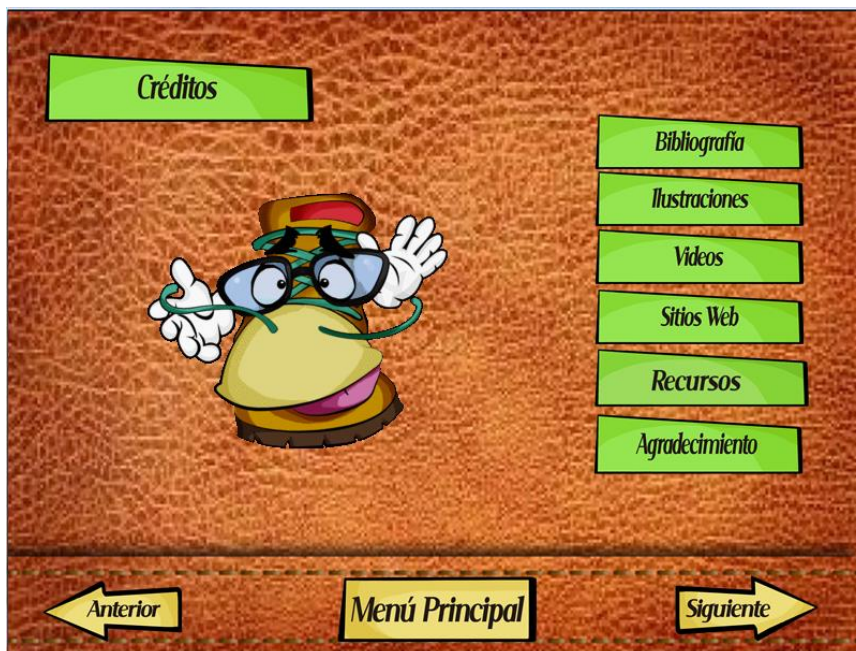 Créditos
Bibliografía
Ilustraciones
Videos
Sitios Web
Recursos
Agradecimiento
Anterior
Menú Principal
Siguiente